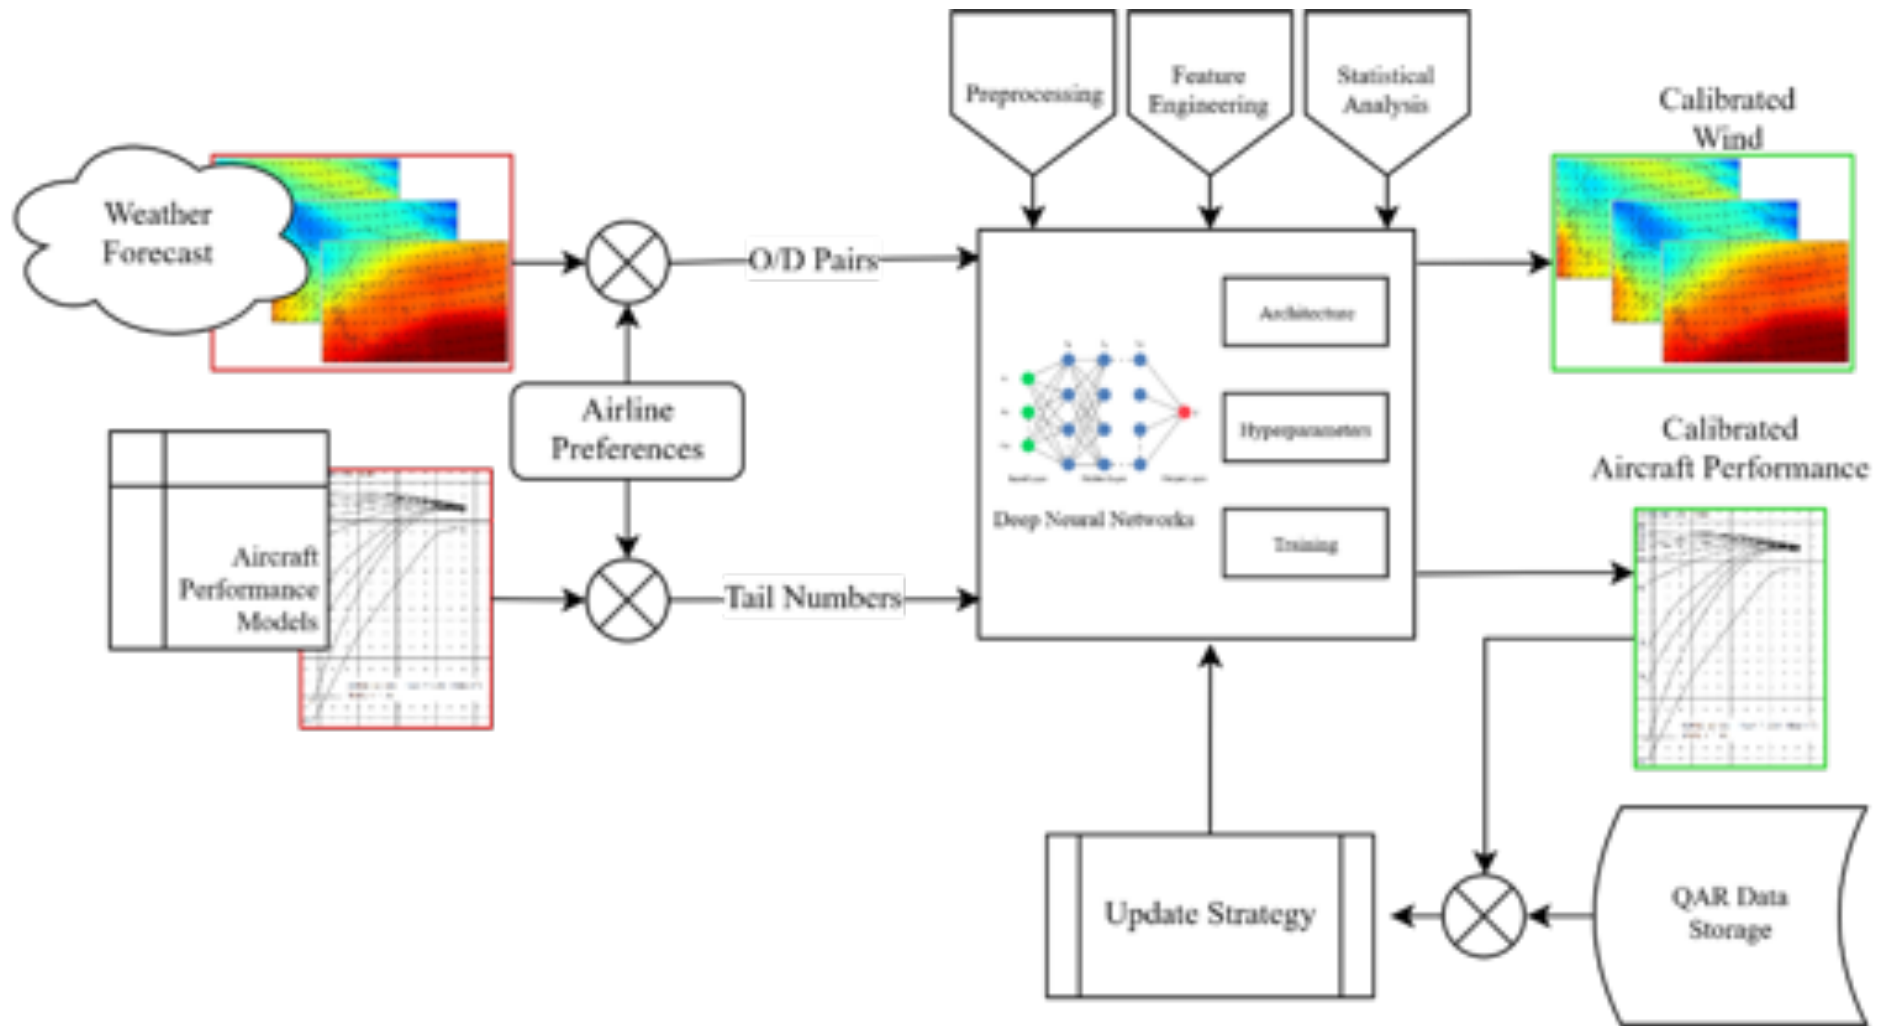 Preprocessing
Feature
Engineering
Statistical
Analysis
Calibrated
Wind
Weather
Forecast
O/D Pairs
Architecture
Airline
Preferences
Hyperparameters
Calibrated
Aircraft Performance
Deep Neural Networks
Training
Aircraft
Performance
Models
Tail Numbers
Update Strategy
QAR Data
Storage